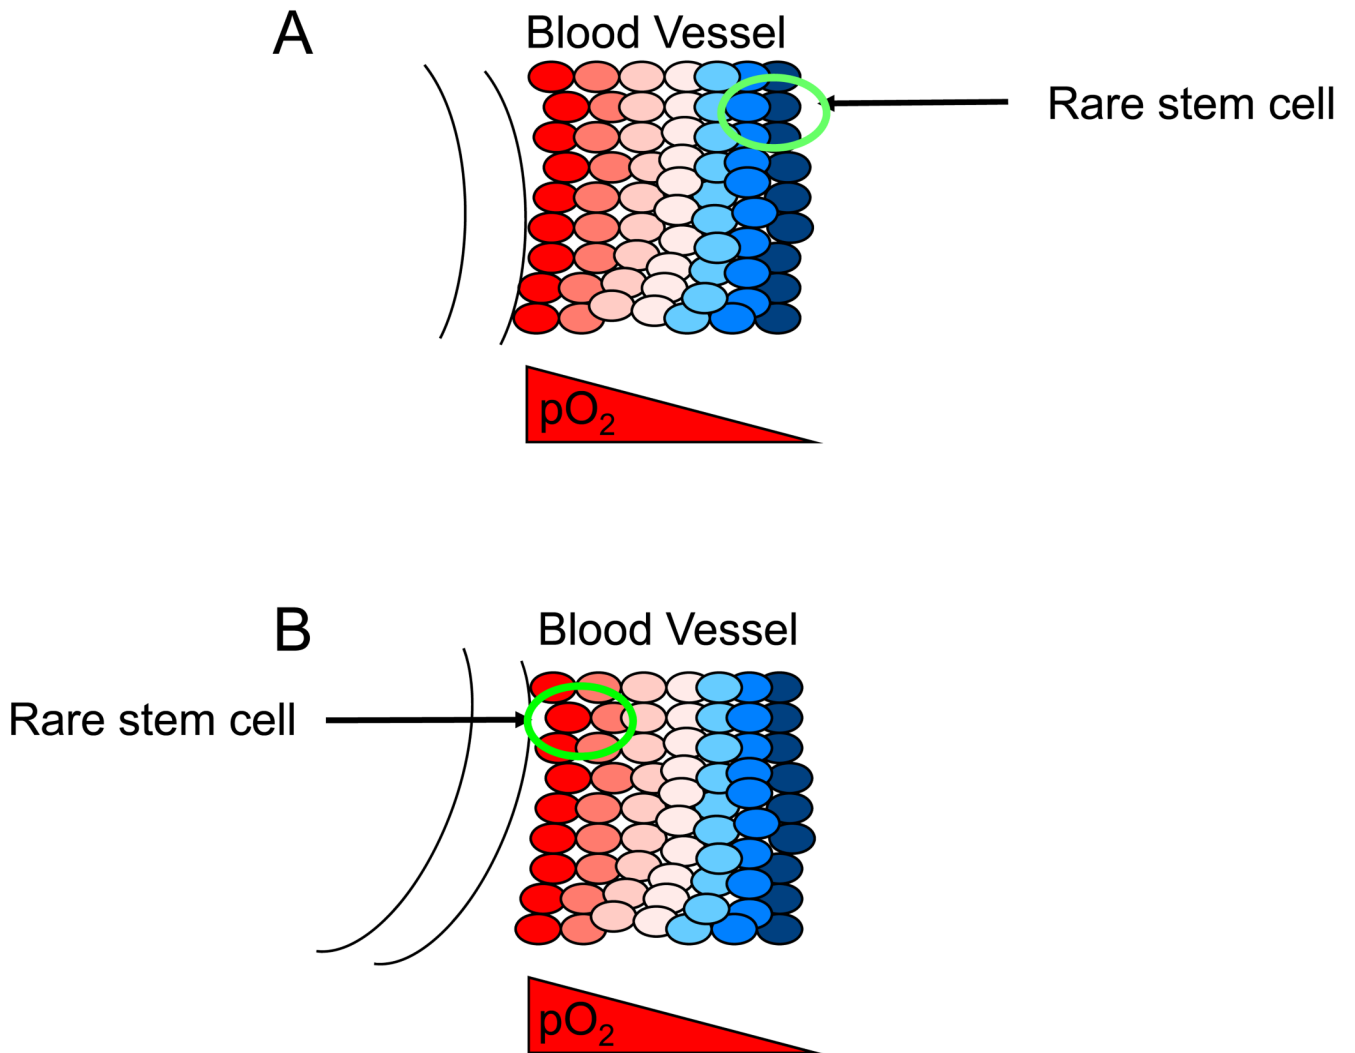 A
Blood Vessel
Rare stem cell
pO₂
B
Blood Vessel
Rare stem cell
pO₂